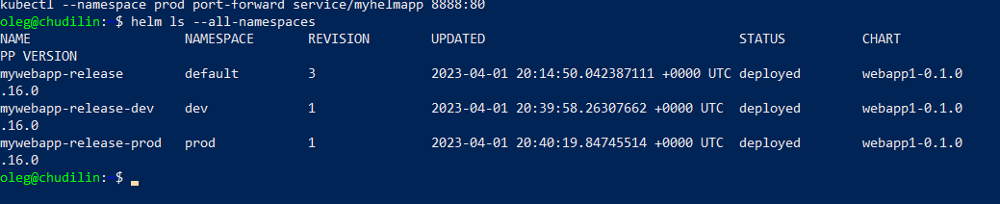 kubectl --namespace prod port-forward service/myhelmapp 8888:80
oleg@chudilin: $ helm ls --all-namespaces
NAME NAMESPACE REVISION UPDATED STATUS CHART
PP VERSION
mywebapp-release default 3 2023-04-01 20:14:50.042387111 +0000 UTC deployed webapp1-0.1.0
.16.0
mywebapp-release-dev dev 1 2023-04-01 20:39:58.26307662 +0000 UTC deployed webapp1-0.1.0
.16.0
mywebapp-release-prod prod 1 2023-04-01 20:40:19.84745514 +0000 UTC deployed webapp1-0.1.0
.16.0
oleg@chudilin: $